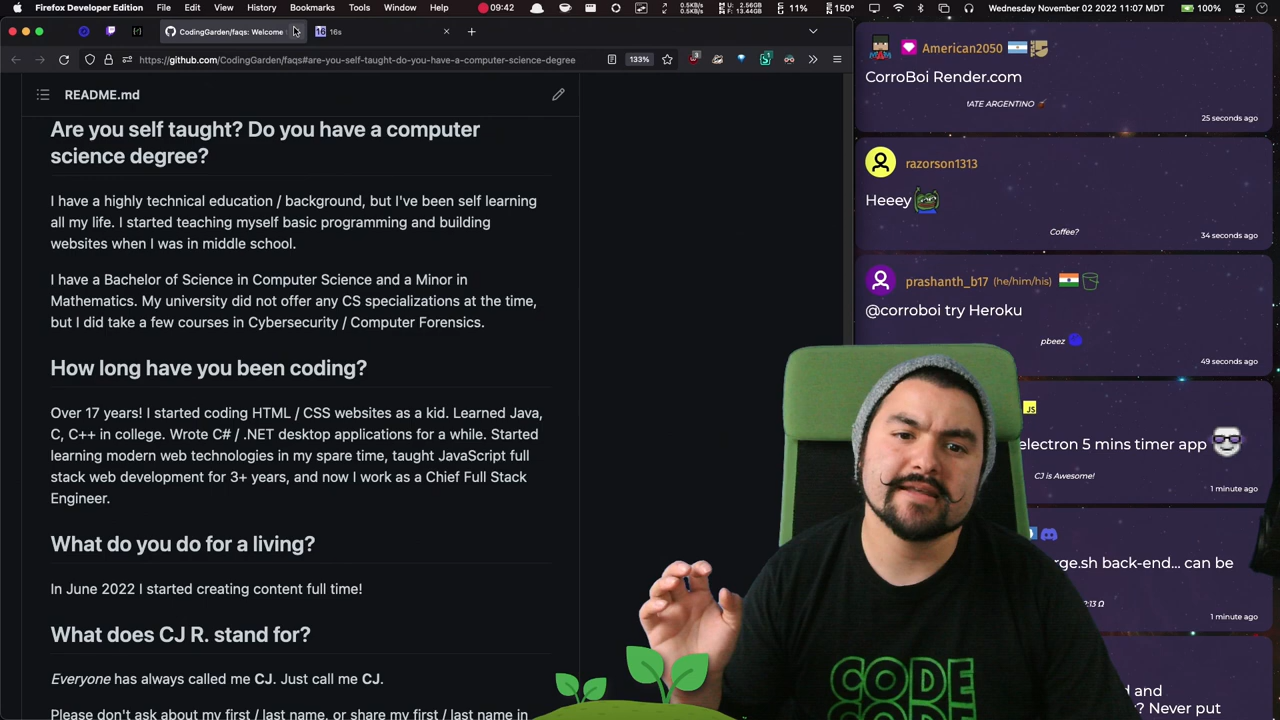 Firefox Developer Edition File Edit View History Bookmarks Tools Window Help 09:42 0.5KB/s 0.5KB/s U: 2.56GB F: 13.44GB 11% 150° 100% Wednesday November 02 2022 11:07 MDT
CodingGarden/faqs: Welcome
16 16s
https://github.com/CodingGarden/faqs#are-you-self-taught-do-you-have-a-computer-science-degree
133%
README.md
Are you self taught? Do you have a computer
science degree?
I have a highly technical education / background, but I've been self learning
all my life. I started teaching myself basic programming and building
websites when I was in middle school.
I have a Bachelor of Science in Computer Science and a Minor in
Mathematics. My university did not offer any CS specializations at the time,
but I did take a few courses in Cybersecurity / Computer Forensics.
How long have you been coding?
Over 17 years! I started coding HTML / CSS websites as a kid. Learned Java,
C, C++ in college. Wrote C# / .NET desktop applications for a while. Started
learning modern web technologies in my spare time, taught JavaScript full
stack web development for 3+ years, and now I work as a Chief Full Stack
Engineer.
What do you do for a living?
In June 2022 I started creating content full time!
What does CJ R. stand for?
Everyone has always called me CJ. Just call me CJ.
Please don't ask about my first / last name, or share my first / last name in
American2050
CorroBoi Render.com
!ATE ARGENTINO
25 seconds ago
razorson1313
Heeey
Coffee?
34 seconds ago
prashanth_b17 (he/him/his)
@corroboi try Heroku
pbeez
49 seconds ago
JS
electron 5 mins timer app
CJ is Awesome!
1 minute ago
rge.sh back-end... can be
1 minute ago
d and
? Never put
CODE